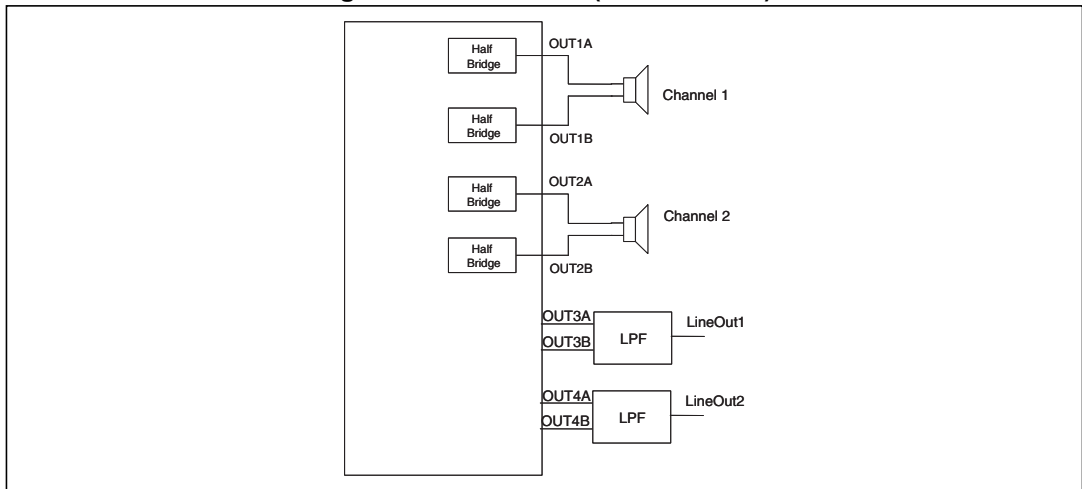 Half
Bridge
OUT1A
Channel 1
Half
Bridge
OUT1B
Half
Bridge
OUT2A
Channel 2
Half
Bridge
OUT2B
OUT3A
OUT3B
LPF
LineOut1
OUT4A
OUT4B
LPF
LineOut2